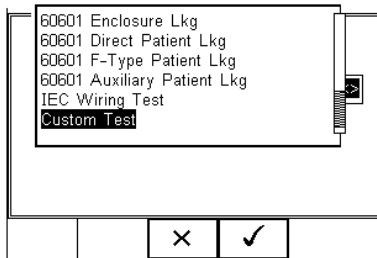 60601 Enclosure Lkg
60601 Direct Patient Lkg
60601 F-Type Patient Lkg
60601 Auxiliary Patient Lkg
IEC Wiring Test
Custom Test